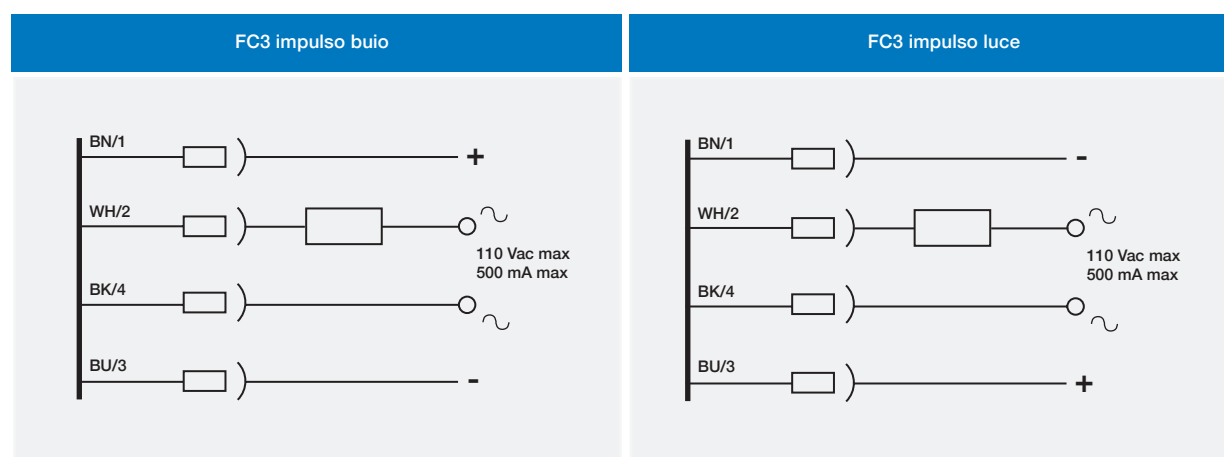 FC3 impulso buio
BN/1
+
WH/2
110 Vac max
500 mA max
BK/4
BU/3
-
FC3 impulso luce
BN/1
-
WH/2
110 Vac max
500 mA max
BK/4
BU/3
+